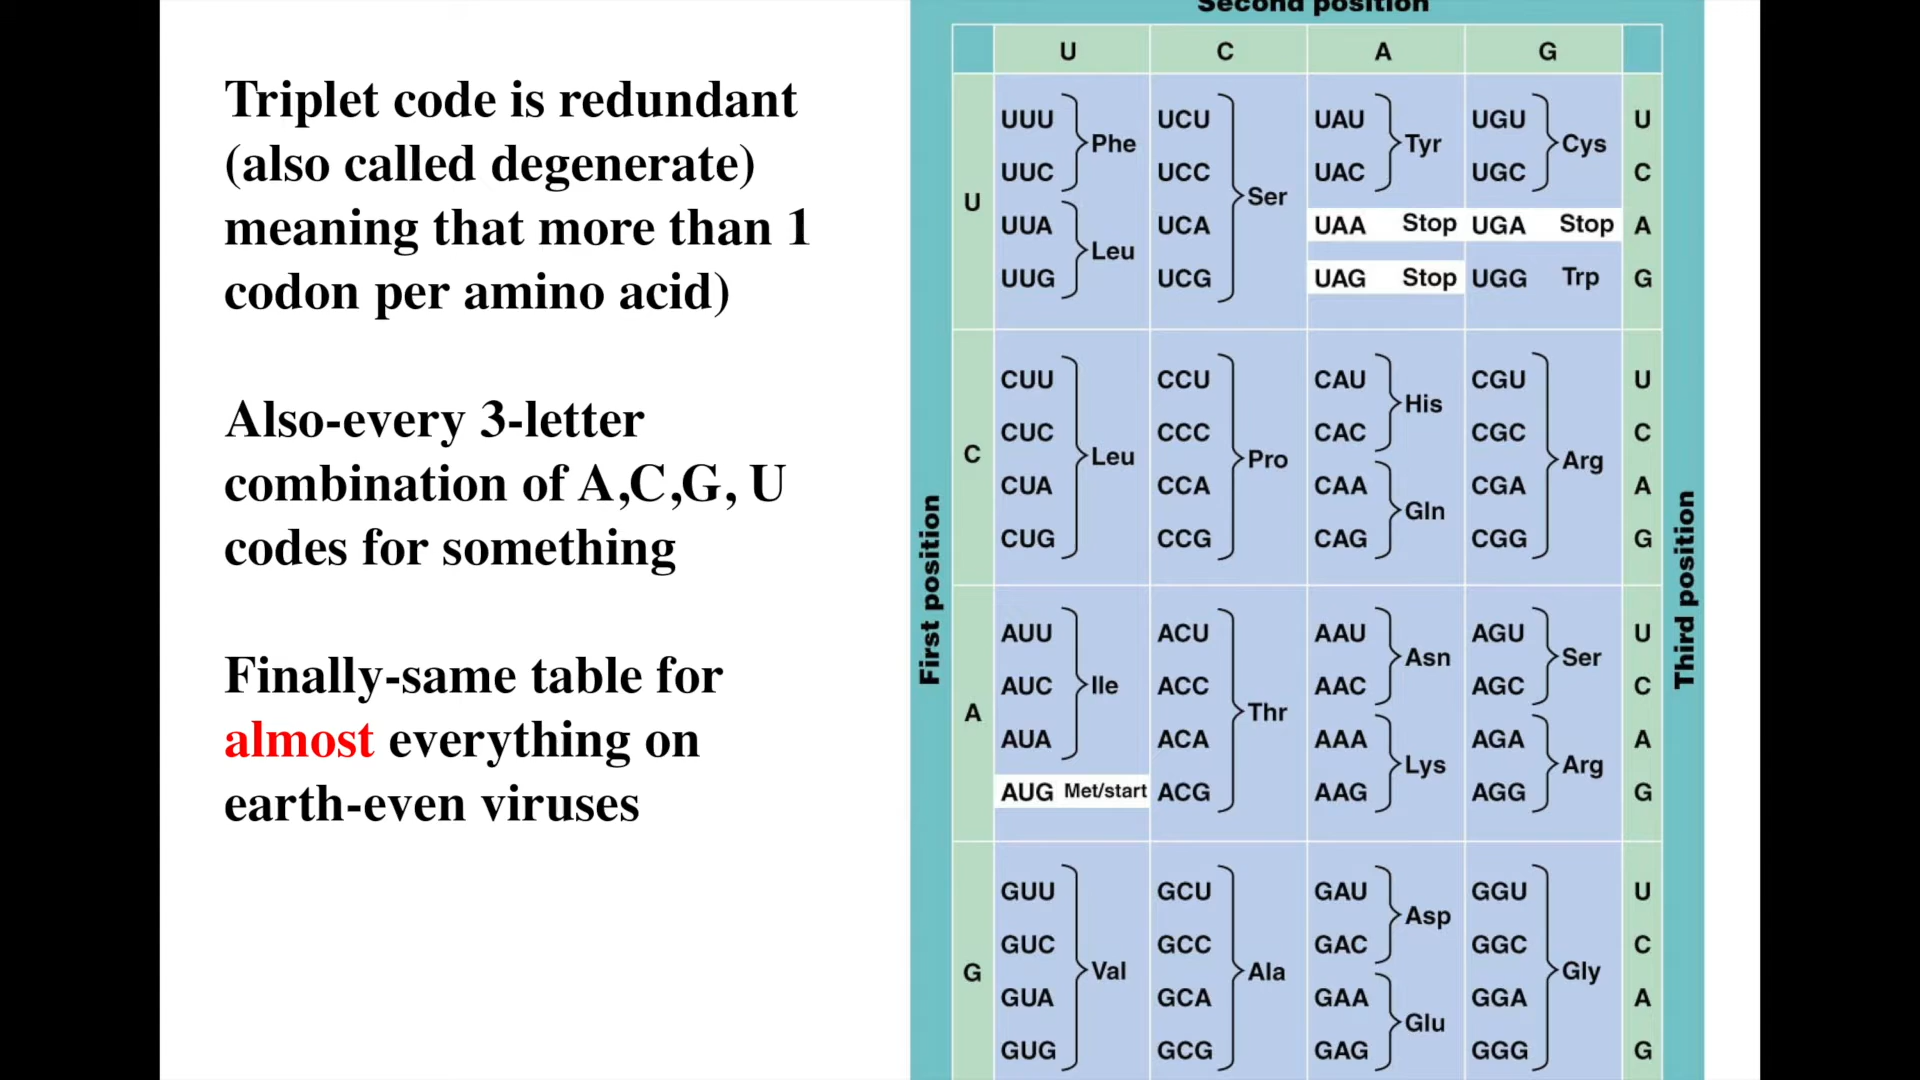 Triplet code is redundant
(also called degenerate)
meaning that more than 1
codon per amino acid)
Also-every 3-letter
combination of A,C,G, U
codes for something
Finally-same table for
almost everything on
earth-even viruses
Second position
U C A G
First position
Third position
U
UUU UCU UAU UGU U
Phe Tyr Cys
UUC UCC UAC UGC C
Ser
UUA UCA UAA Stop UGA Stop A
Leu
UUG UCG UAG Stop UGG Trp G
C
CUU CCU CAU CGU U
His
CUC CCC CAC CGC C
Leu Pro Arg
CUA CCA CAA CGA A
Gln
CUG CCG CAG CGG G
A
AUU ACU AAU AGU U
Asn Ser
AUC Ile ACC AAC AGC C
Thr
AUA ACA AAA AGA A
Lys Arg
AUG Met/start ACG AAG AGG G
G
GUU GCU GAU GGU U
Asp
GUC GCC GAC GGC C
Val Ala Gly
GUA GCA GAA GGA A
Glu
GUG GCG GAG GGG G